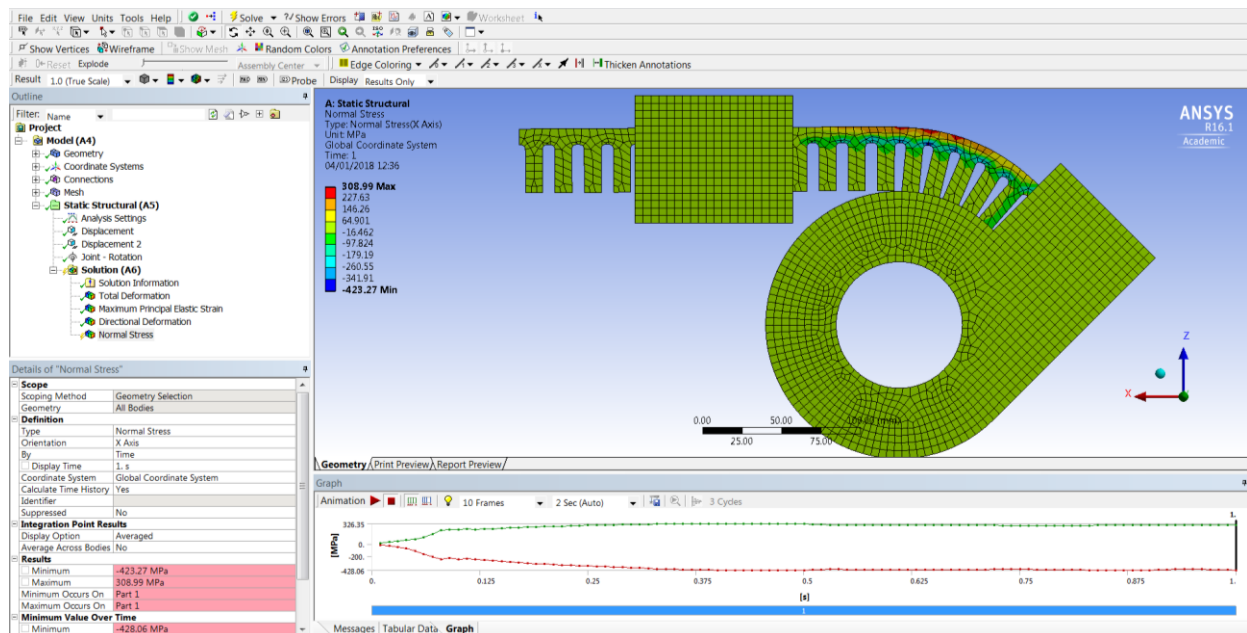 File Edit View Units Tools Help Solve ?/Show Errors Worksheet
Show Vertices Wireframe Show Mesh Random Colors Annotation Preferences
Reset Explode Assembly Center Edge Coloring Thicken Annotations
Result 1.0 (True Scale) Probe Display Results Only
Outline
Filter: Name
Project
Model (A4)
Geometry
Coordinate Systems
Connections
Mesh
Static Structural (A5)
Analysis Settings
Displacement
Displacement 2
Joint - Rotation
Solution (A6)
Solution Information
Total Deformation
Maximum Principal Elastic Strain
Directional Deformation
Normal Stress
Details of "Normal Stress"
Scope
Scoping Method Geometry Selection
Geometry All Bodies
Definition
Type Normal Stress
Orientation X Axis
By Time
Display Time 1. s
Coordinate System Global Coordinate System
Calculate Time History Yes
Identifier
Suppressed No
Integration Point Results
Display Option Averaged
Average Across Bodies No
Results
Minimum -423.27 MPa
Maximum 308.99 MPa
Minimum Occurs On Part 1
Maximum Occurs On Part 1
Minimum Value Over Time
Minimum -428.06 MPa
A: Static Structural
Normal Stress
Type: Normal Stress(X Axis)
Unit: MPa
Global Coordinate System
Time: 1
04/01/2018 12:36
308.99 Max
227.63
146.26
64.901
-16.462
-97.824
-179.19
-260.55
-341.91
-423.27 Min
ANSYS
R16.1
Academic
Z
X
0.00 50.00 (mm)
25.00 75.00
Geometry Print Preview Report Preview
Graph
Animation 10 Frames 2 Sec (Auto) 3 Cycles
1.
[MPa]
326.35
0.
-200.
-428.06
0. 0.125 0.25 0.375 0.5 0.625 0.75 0.875 1.
[s]
1
Messages Tabular Data Graph